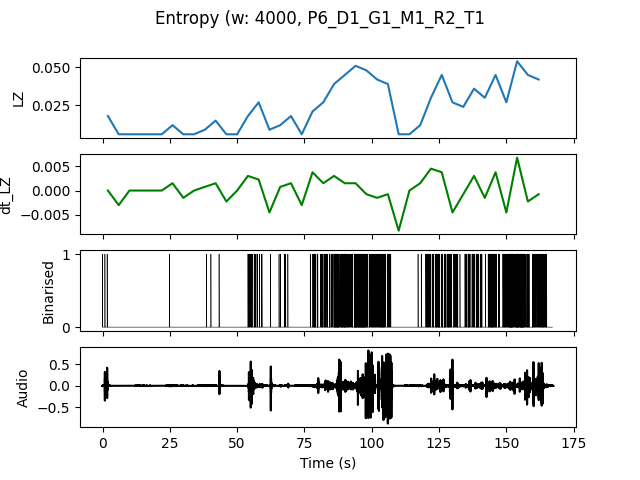 Entropy (w: 4000, P6_D1_G1_M1_R2_T1
LZ
0.050
0.025
dt_LZ
0.005
0.000
−0.005
Binarised
1
0
Audio
0.5
0.0
−0.5
0 25 50 75 100 125 150 175
Time (s)